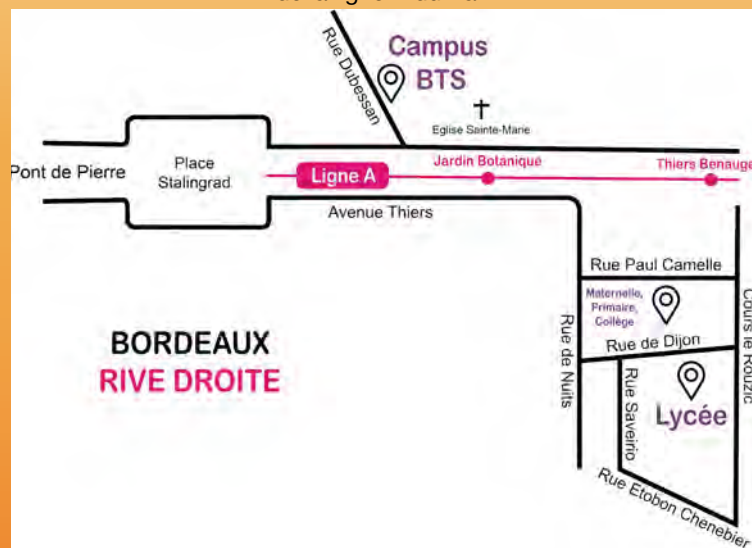 Rue Dubessan
Campus
BTS
Eglise Sainte-Marie
Pont de Pierre
Place
Stalingrad
Ligne A
Jardin Botanique
Thiers Benauge
Avenue Thiers
Rue Paul Camelle
Maternelle,
Primaire,
Collège
Cours le Rouzic
BORDEAUX
RIVE DROITE
Rue de Nuits
Rue de Dijon
Rue Saveirio
Lycée
Rue Etobon Chenebier